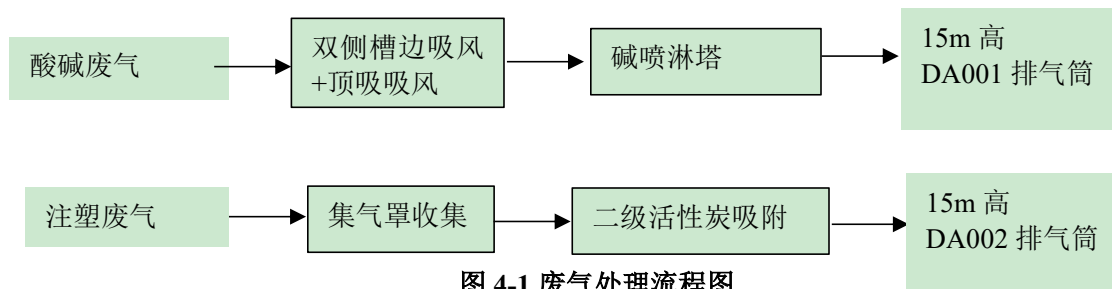 酸碱废气
双侧槽边吸风
+顶吸吸风
碱喷淋塔
15m 高
DA001 排气筒
注塑废气
集气罩收集
二级活性炭吸附
15m 高
DA002 排气筒
图 4-1 废气处理流程图